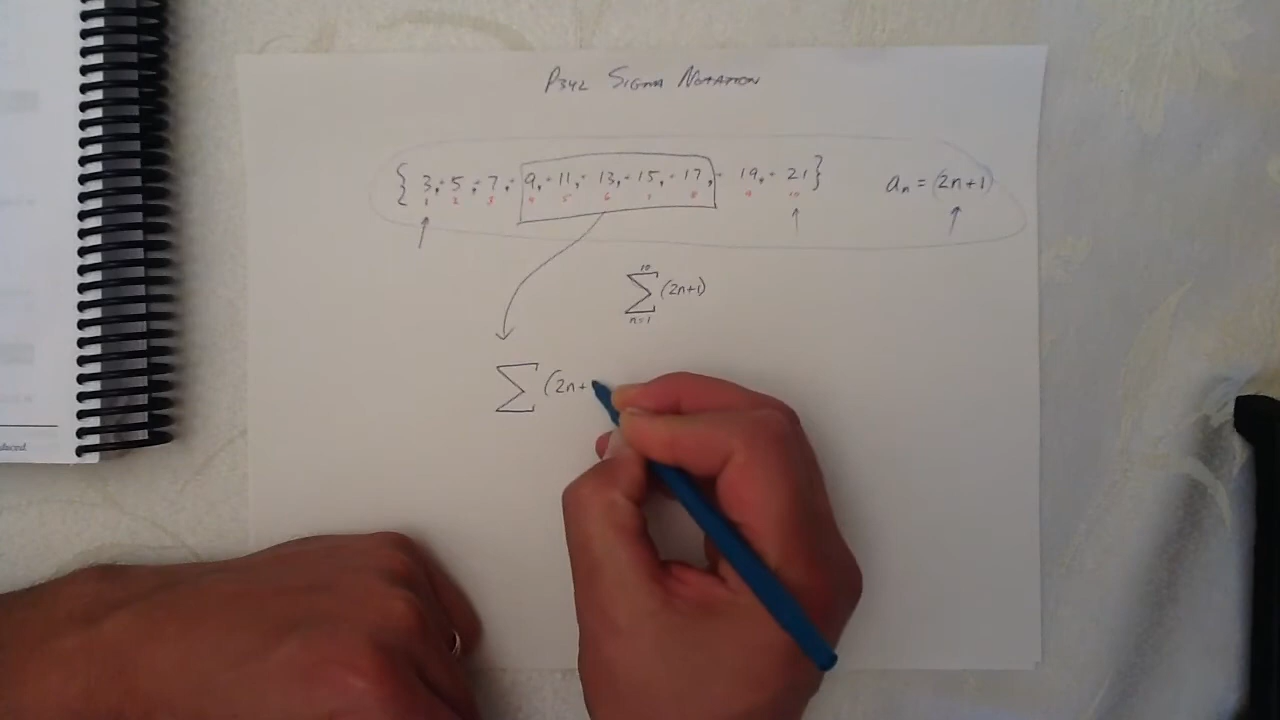 P342 SIGMA NOTATION
{ 3, 5, 7, 9, 11, 13, 15, 17, 19, 21 } aₙ = (2n+1)
1 2 3 4 5 6 7 8 9 10
10
∑ (2n+1)
n=1
∑ (2n+
duced.